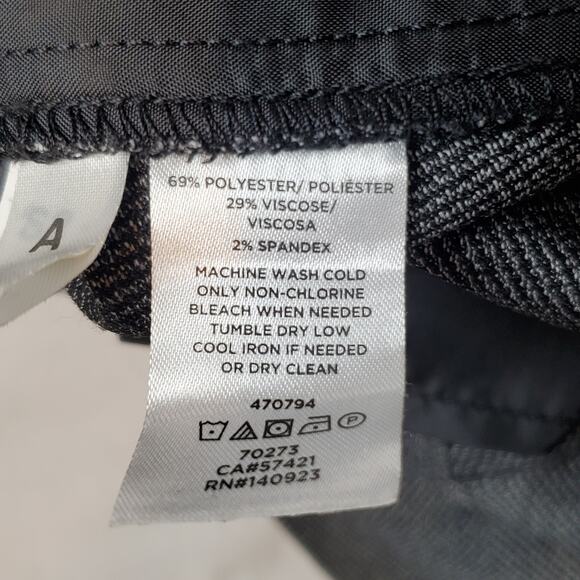 A
69% POLYESTER/ POLIÉSTER
29% VISCOSE/
VISCOSA
2% SPANDEX
MACHINE WASH COLD
ONLY NON-CHLORINE
BLEACH WHEN NEEDED
TUMBLE DRY LOW
COOL IRON IF NEEDED
OR DRY CLEAN
470794
P
70273
CA#57421
RN#140923